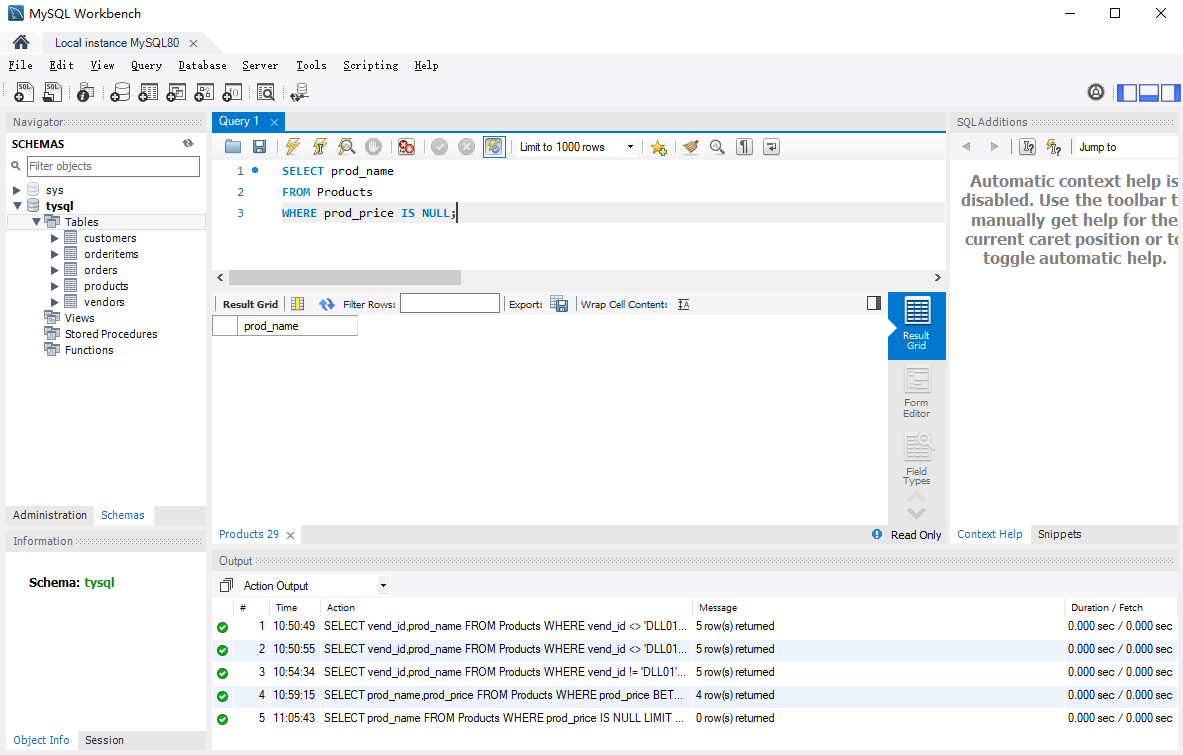 MySQL Workbench
Local instance MySQL80
File Edit View Query Database Server Tools Scripting Help
Navigator
SCHEMAS
Filter objects
sys
tysql
Tables
customers
orderitems
orders
products
vendors
Views
Stored Procedures
Functions
Administration Schemas
Information
Schema: tysql
Object Info Session
Query 1
Limit to 1000 rows
1 SELECT prod_name
2 FROM Products
3 WHERE prod_price IS NULL;
Result Grid Filter Rows: Export: Wrap Cell Content:
prod_name
Result Grid
Form Editor
Field Types
Products 29 Read Only
SQLAdditions
Jump to
Automatic context help is
disabled. Use the toolbar t
manually get help for the
current caret position or to
toggle automatic help.
Context Help Snippets
Output
Action Output
# Time Action Message Duration / Fetch
1 10:50:49 SELECT vend_id,prod_name FROM Products WHERE vend_id <> 'DLL01... 5 row(s) returned 0.000 sec / 0.000 sec
2 10:50:55 SELECT vend_id,prod_name FROM Products WHERE vend_id <> 'DLL01... 5 row(s) returned 0.000 sec / 0.000 sec
3 10:54:34 SELECT vend_id,prod_name FROM Products WHERE vend_id != 'DLL01'... 5 row(s) returned 0.000 sec / 0.000 sec
4 10:59:15 SELECT prod_name,prod_price FROM Products WHERE prod_price BET... 4 row(s) returned 0.000 sec / 0.000 sec
5 11:05:43 SELECT prod_name FROM Products WHERE prod_price IS NULL LIMIT ... 0 row(s) returned 0.000 sec / 0.000 sec